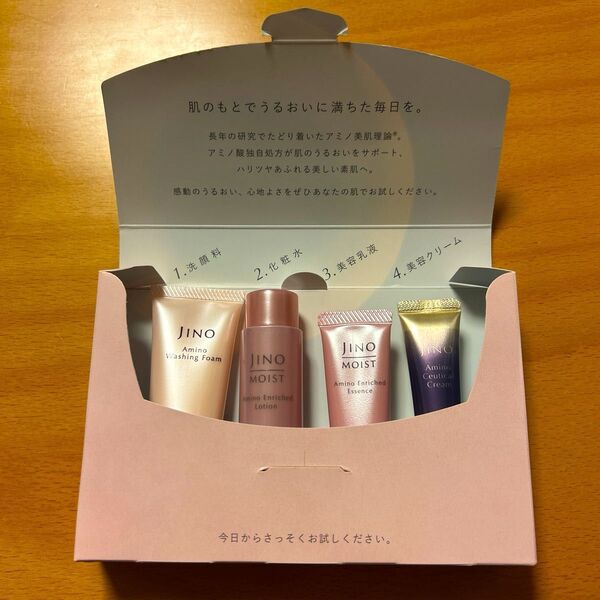 肌のもとでうるおいに満ちた毎日を。
長年の研究でたどり着いたアミノ美肌理論®。
アミノ酸独自処方が肌のうるおいをサポート、
ハリツヤあふれる美しい素肌へ。
感動のうるおい、心地よさをぜひあなたの肌でお試しください。
1.洗顔料
2.化粧水
3.美容乳液
4.美容クリーム
JINO
Amino
Washing Foam
JINO
MOIST
Amino Enriched
Lotion
JINO
MOIST
Amino Enriched
Essence
JINO
Amino
Ceutical
Cream
今日からさっそくお試しください。